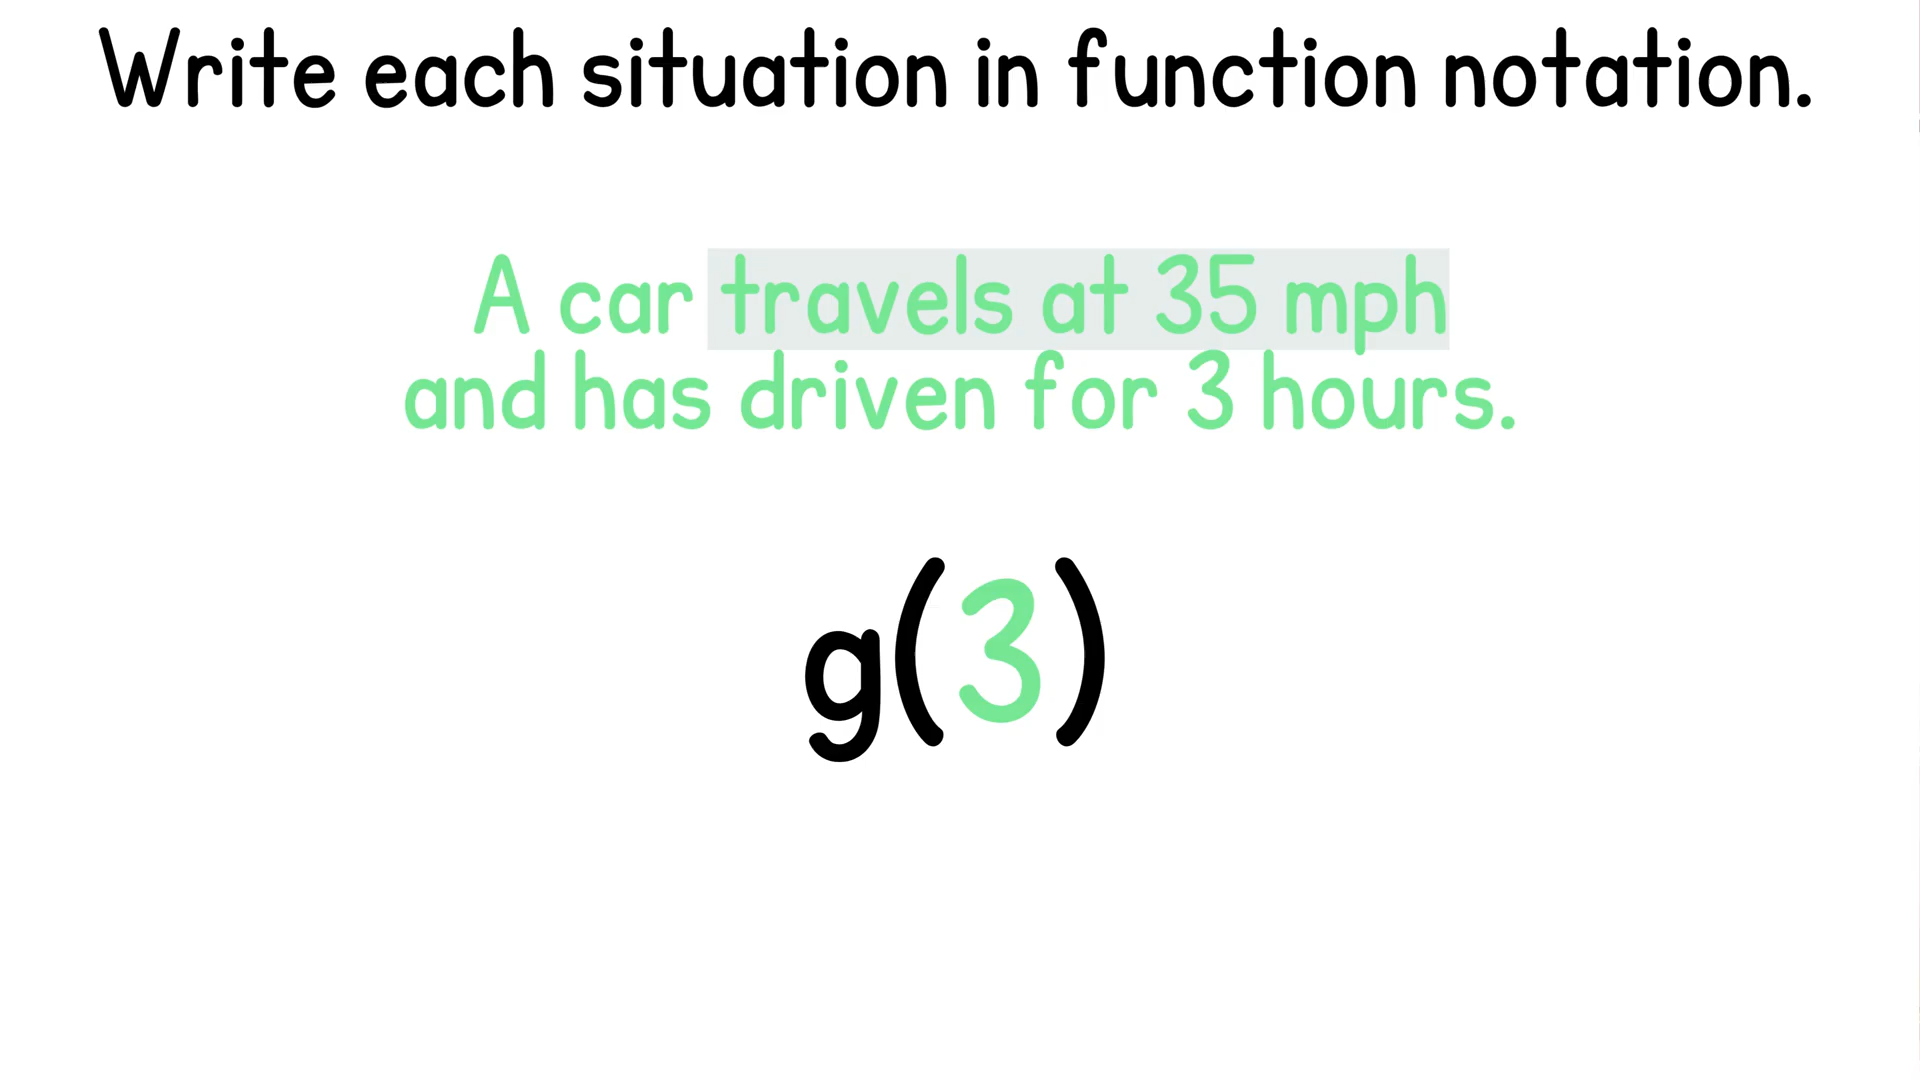 Write each situation in function notation.
A car travels at 35 mph
and has driven for 3 hours.
g(3)